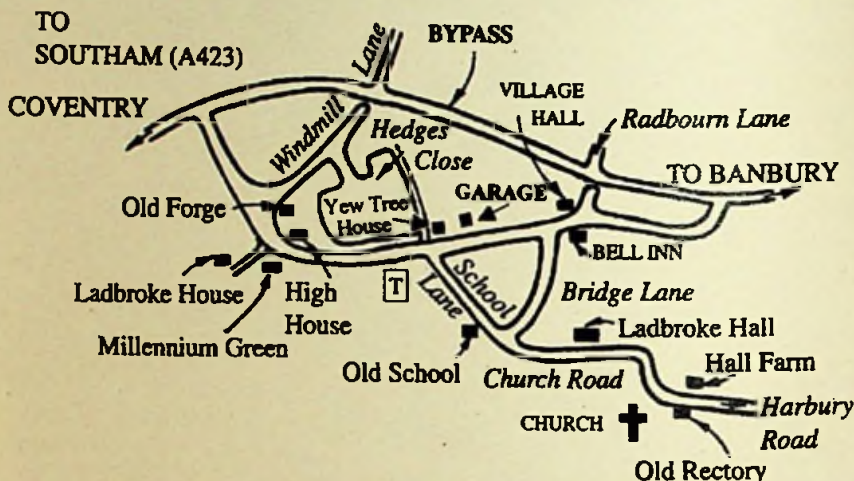 TO
SOUTHAM (A423)
COVENTRY
Lane
BYPASS
VILLAGE
HALL
Radbourn Lane
Windmill
Hedges
Close
TO BANBURY
Old Forge
Yew Tree
House
GARAGE
BELL INN
Ladbroke House
High
House
T
School
Lane
Bridge Lane
Millennium Green
Ladbroke Hall
Old School
Church Road
Hall Farm
CHURCH
Harbury
Road
Old Rectory